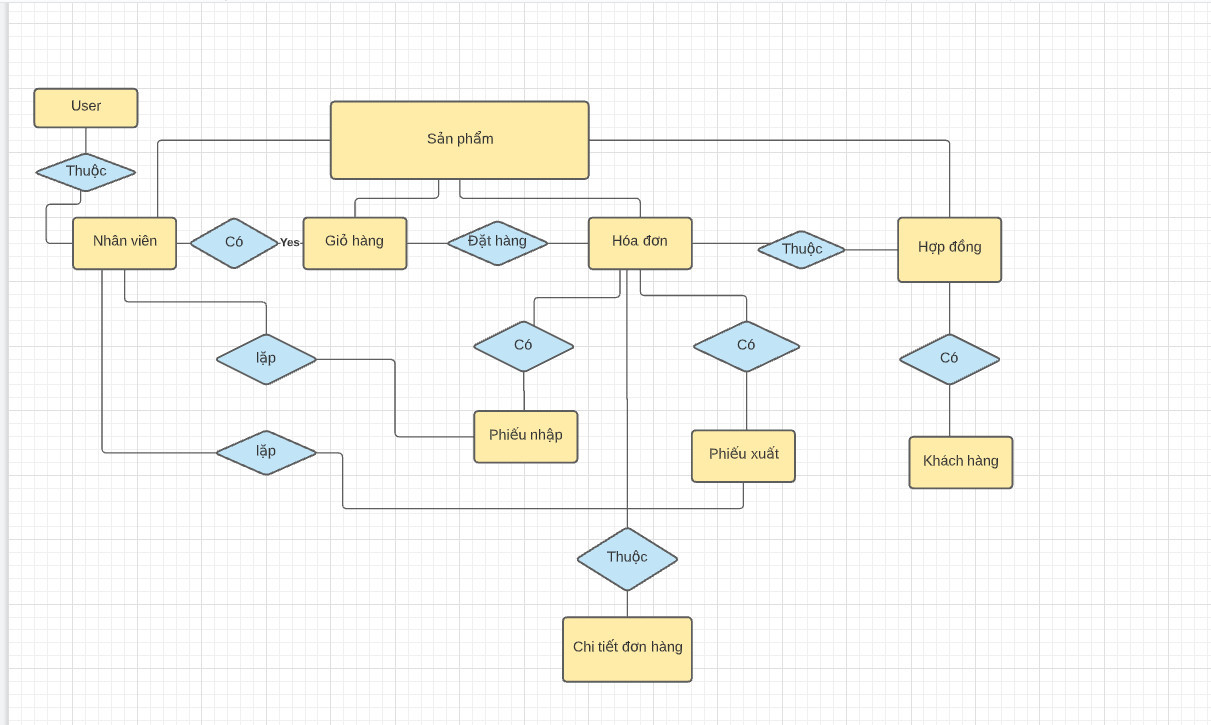 User
Sản phẩm
Thuộc
Nhân viên
Có
Yes
Giỏ hàng
Đặt hàng
Hóa đơn
Thuộc
Hợp đồng
lặp
Có
Có
Có
Phiếu nhập
lặp
Phiếu xuất
Khách hàng
Thuộc
Chi tiết đơn hàng